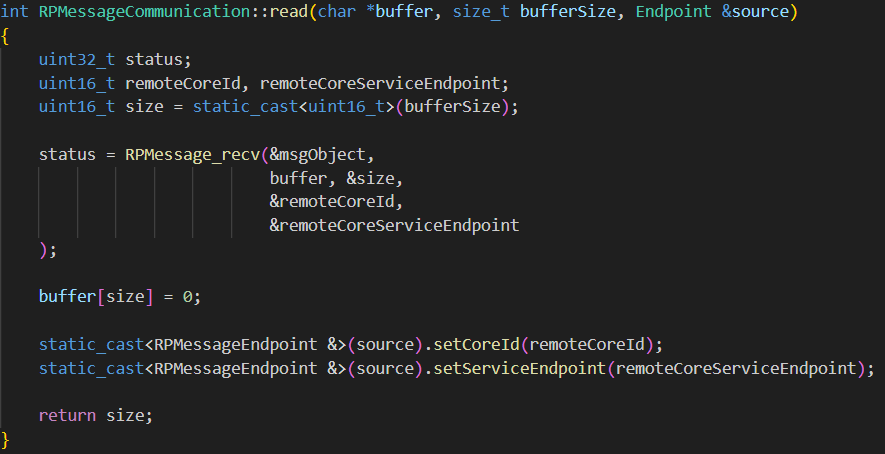 int RPMessageCommunication::read(char *buffer, size_t bufferSize, Endpoint &source)
{
    uint32_t status;
    uint16_t remoteCoreId, remoteCoreServiceEndpoint;
    uint16_t size = static_cast<uint16_t>(bufferSize);

    status = RPMessage_recv(&msgObject,
                            buffer, &size,
                            &remoteCoreId,
                            &remoteCoreServiceEndpoint
    );

    buffer[size] = 0;

    static_cast<RPMessageEndpoint &>(source).setCoreId(remoteCoreId);
    static_cast<RPMessageEndpoint &>(source).setServiceEndpoint(remoteCoreServiceEndpoint);

    return size;
}